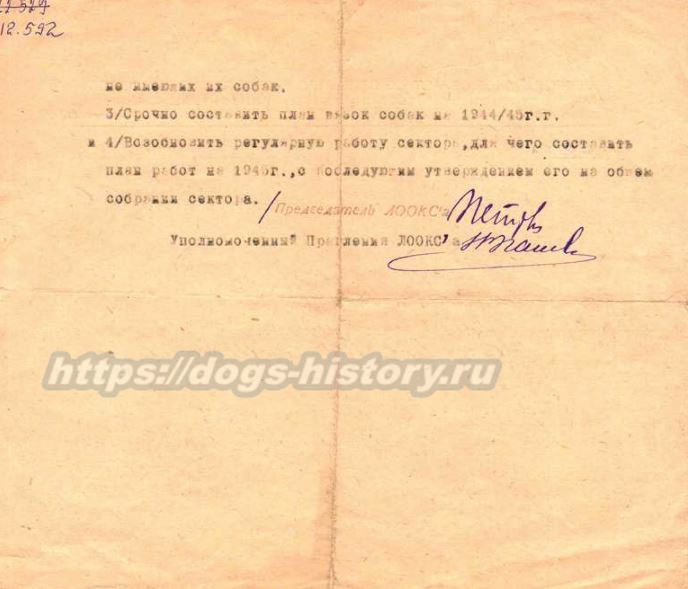 12.592
не имеющих их собак.
3/Срочно составить план вязок собак на 1944/45г.г.
и 4/Возобновить регулярную работу сектора,для чего составить
план работ на 1945г.,с последующим утверждением его на общем
собрании сектора.
/Председатель ЛООКС'а
Уполномоченный Правления ЛООКС'а
https://dogs-history.ru